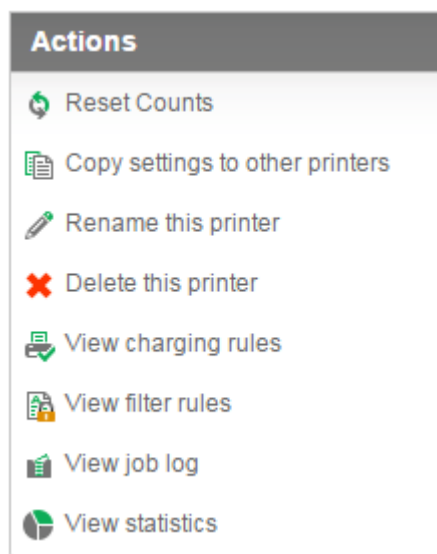 Actions
Reset Counts
Copy settings to other printers
Rename this printer
Delete this printer
View charging rules
View filter rules
View job log
View statistics